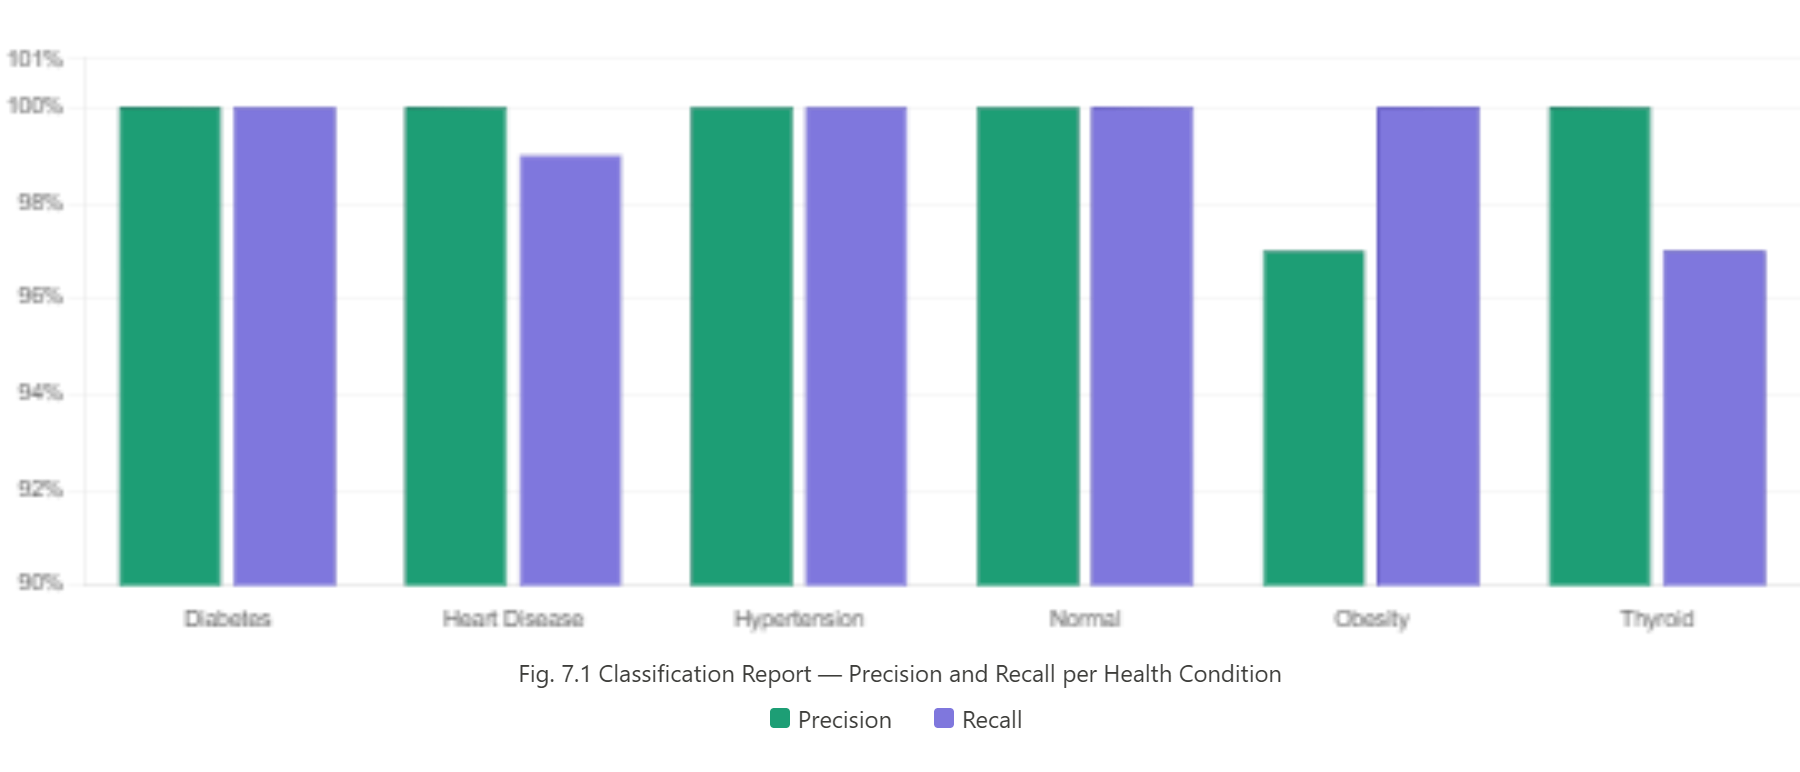 101%
100%
98%
96%
94%
92%
90%
Diabetes Heart Disease Hypertension Normal Obesity Thyroid
Fig. 7.1 Classification Report — Precision and Recall per Health Condition
Precision Recall